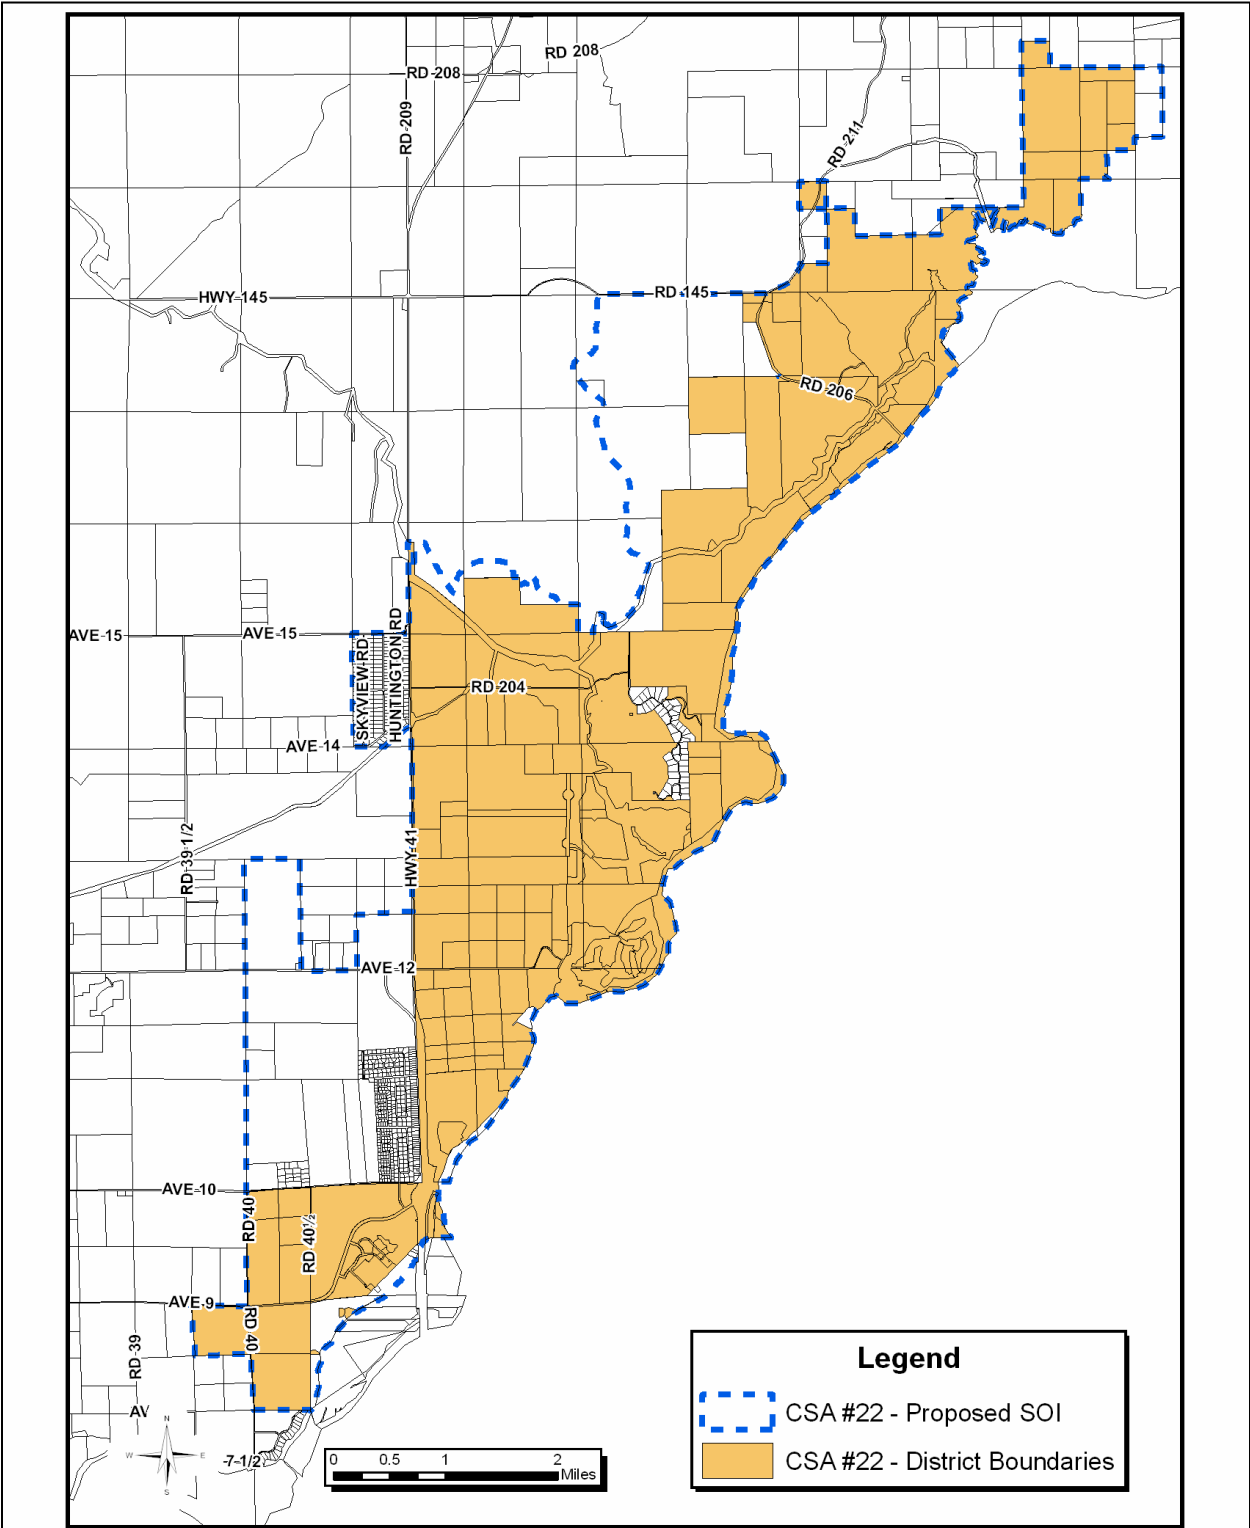 RD 208
RD 208
RD 209
RD 211
HWY 145
RD 145
RD 206
AVE 15
AVE 15
SKYVIEW RD
HUNTINGTON RD
RD 204
AVE 14
RD 39 1/2
HWY 41
AVE 12
AVE 10
RD 40
RD 40½
AVE 9
RD 40
RD 39
AV
7-1/2
N
W E
S
0 0.5 1 2
Miles
Legend
CSA #22 - Proposed SOI
CSA #22 - District Boundaries